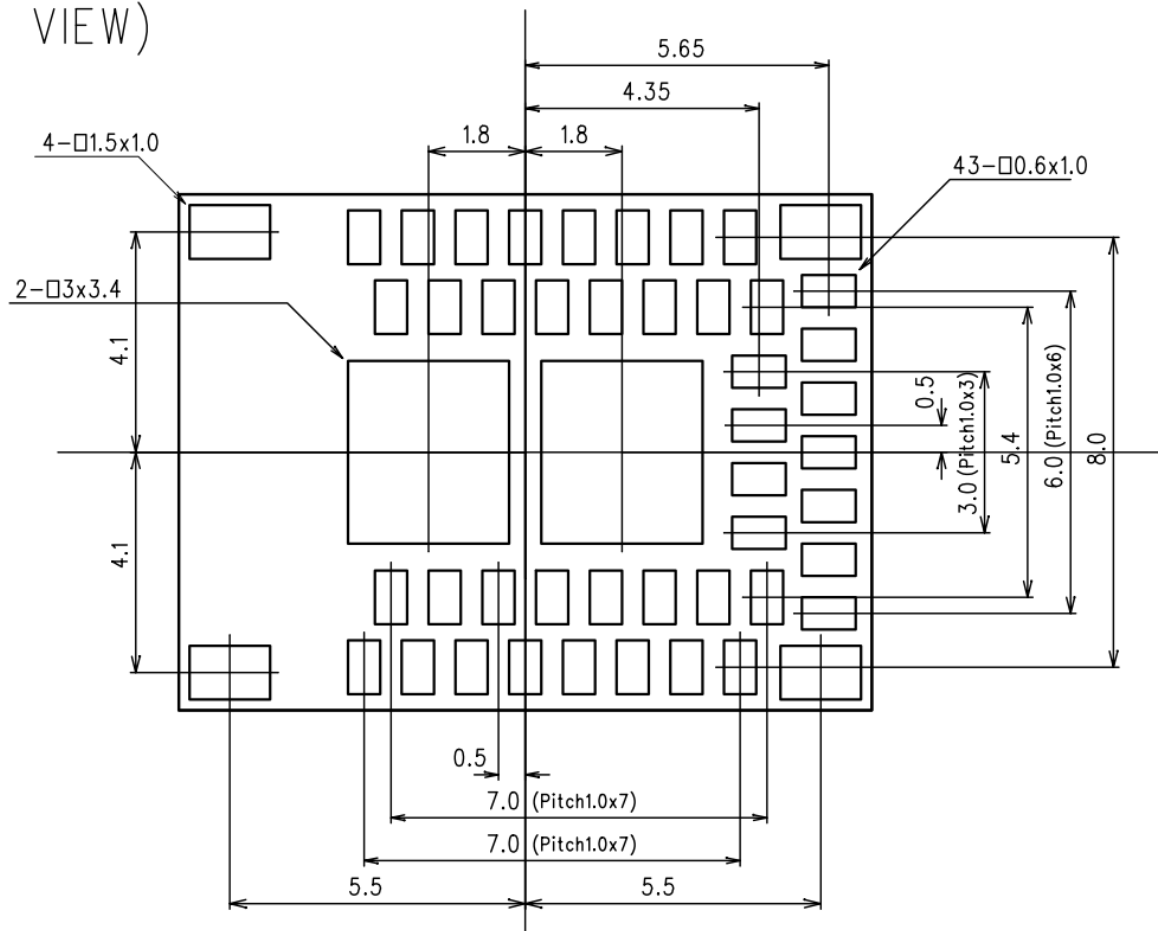 VIEW)
5.65
4.35
1.8
1.8
4-□1.5x1.0
43-□0.6x1.0
2-□3x3.4
4.1
4.1
0.5
3.0 (Pitch1.0x3)
5.4
6.0 (Pitch1.0x6)
8.0
0.5
7.0 (Pitch1.0x7)
7.0 (Pitch1.0x7)
5.5
5.5